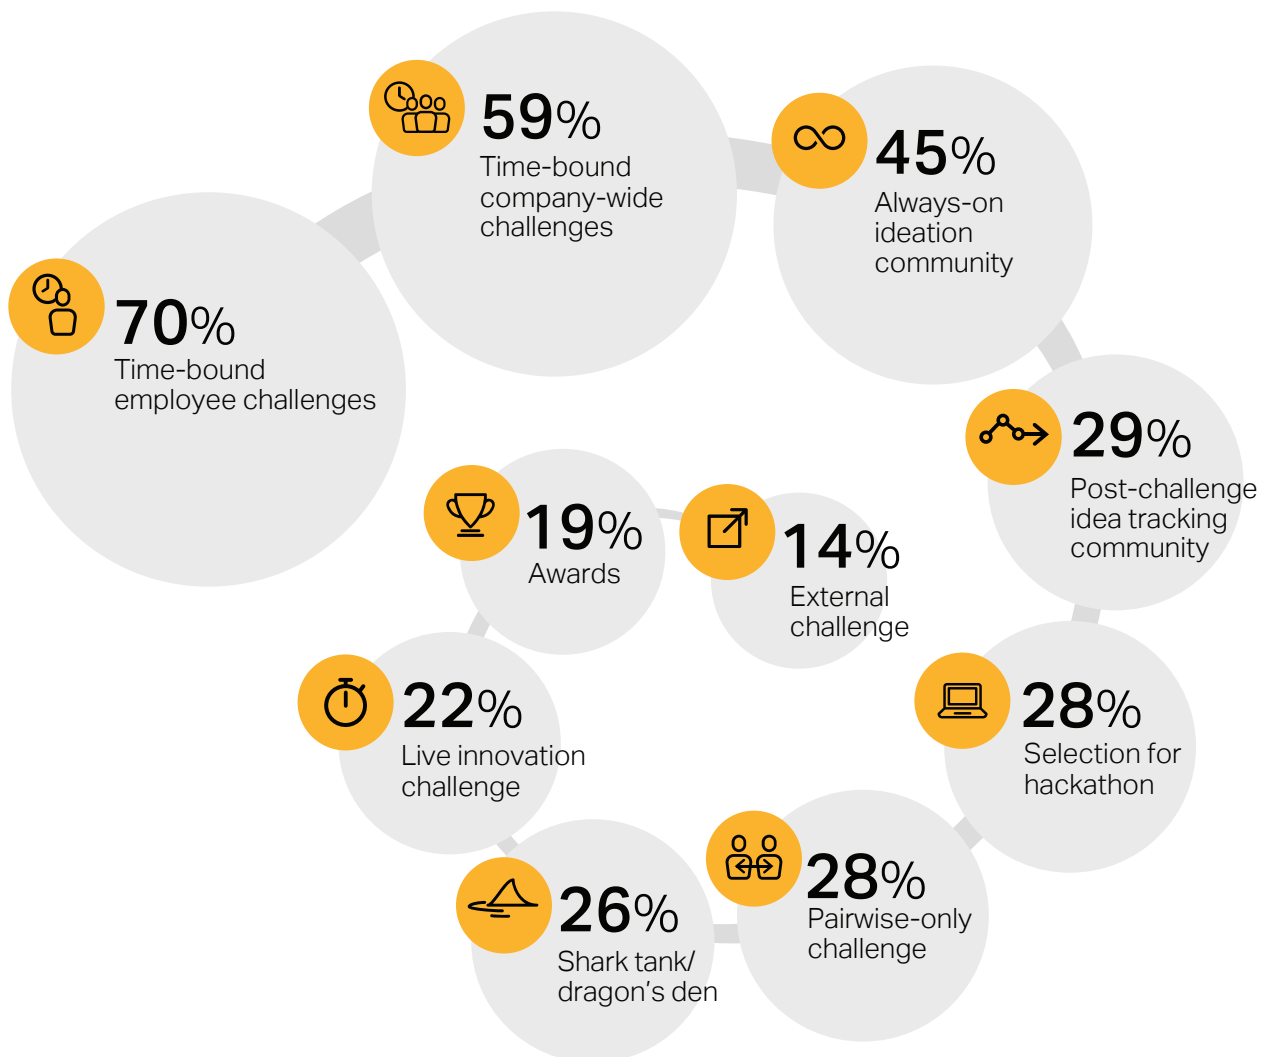 70%
Time-bound
employee challenges
59%
Time-bound
company-wide
challenges
45%
Always-on
ideation
community
29%
Post-challenge
idea tracking
community
28%
Selection for
hackathon
28%
Pairwise-only
challenge
26%
Shark tank/
dragon’s den
22%
Live innovation
challenge
19%
Awards
14%
External
challenge